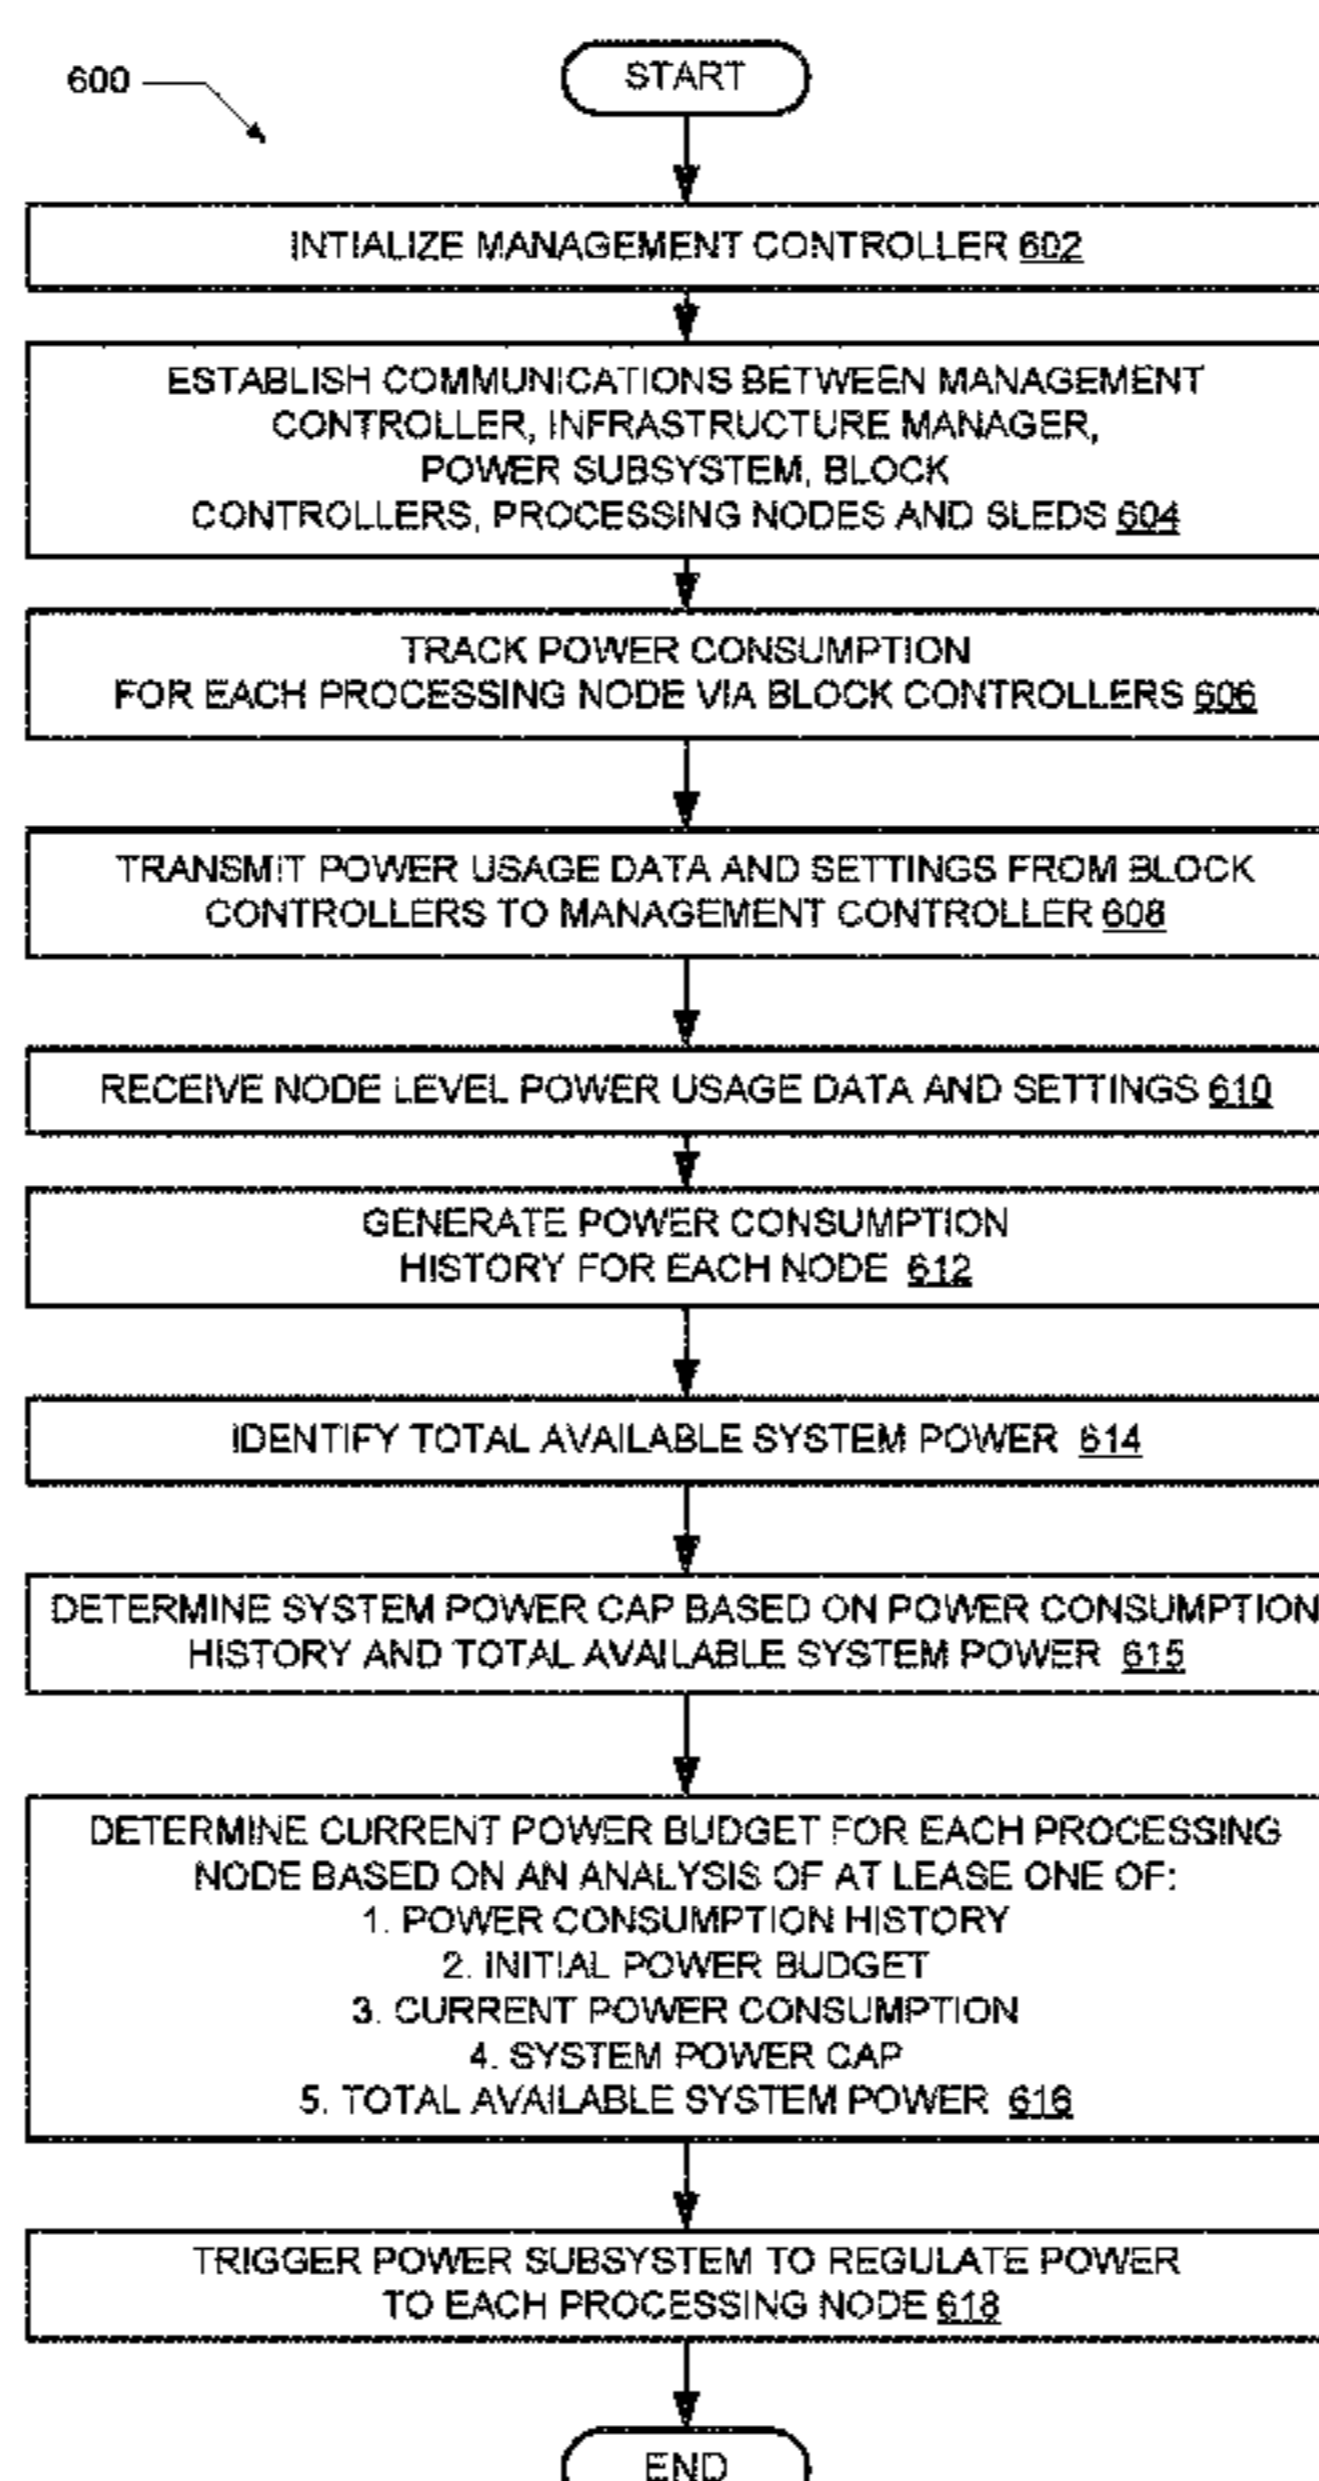 600
START
INTIALIZE MANAGEMENT CONTROLLER 602
ESTABLISH COMMUNICATIONS BETWEEN MANAGEMENT
CONTROLLER, INFRASTRUCTURE MANAGER,
POWER SUBSYSTEM, BLOCK
CONTROLLERS, PROCESSING NODES AND SLEDS 604
TRACK POWER CONSUMPTION
FOR EACH PROCESSING NODE VIA BLOCK CONTROLLERS 606
TRANSMIT POWER USAGE DATA AND SETTINGS FROM BLOCK
CONTROLLERS TO MANAGEMENT CONTROLLER 608
RECEIVE NODE LEVEL POWER USAGE DATA AND SETTINGS 610
GENERATE POWER CONSUMPTION
HISTORY FOR EACH NODE 612
IDENTIFY TOTAL AVAILABLE SYSTEM POWER 614
DETERMINE SYSTEM POWER CAP BASED ON POWER CONSUMPTION
HISTORY AND TOTAL AVAILABLE SYSTEM POWER 615
DETERMINE CURRENT POWER BUDGET FOR EACH PROCESSING
NODE BASED ON AN ANALYSIS OF AT LEASE ONE OF:
1. POWER CONSUMPTION HISTORY
2. INITIAL POWER BUDGET
3. CURRENT POWER CONSUMPTION
4. SYSTEM POWER CAP
5. TOTAL AVAILABLE SYSTEM POWER 616
TRIGGER POWER SUBSYSTEM TO REGULATE POWER
TO EACH PROCESSING NODE 618
END